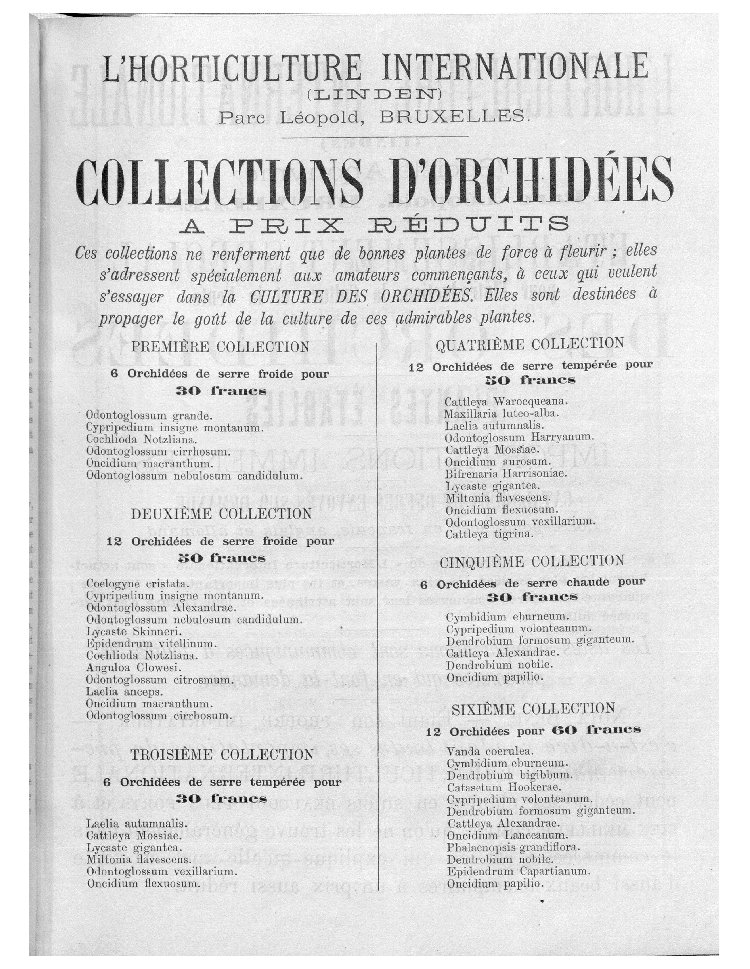 L'HORTICULTURE INTERNATIONALE
(LINDEN)
Parc Léopold, BRUXELLES.
COLLECTIONS D'ORCHIDÉES
A PRIX RÉDUITS
Ces collections ne renferment que de bonnes plantes de force à fleurir ; elles
s'adressent spécialement aux amateurs commençants, à ceux qui veulent
s'essayer dans la CULTURE DES ORCHIDÉES. Elles sont destinées à
propager le goût de la culture de ces admirables plantes.
PREMIÈRE COLLECTION
6 Orchidées de serre froide pour
30 francs
Odontoglossum grande.
Cypripedium insigne montanum.
Cochlioda Notzliana.
Odontoglossum cirrhosum.
Oncidium macranthum.
Odontoglossum nebulosum candidulum.
DEUXIÈME COLLECTION
12 Orchidées de serre froide pour
50 francs
Coelogyne cristata.
Cypripedium insigne montanum.
Odontoglossum Alexandrae.
Odontoglossum nebulosum candidulum.
Lycaste Skinneri.
Epidendrum vitellinum.
Cochlioda Notzliana.
Anguloa Clowesi.
Odontoglossum citrosmum.
Laelia anceps.
Oncidium macranthum.
Odontoglossum cirhosum.
TROISIÈME COLLECTION
6 Orchidées de serre tempérée pour
30 francs
Laelia autumnalis.
Cattleya Mossiae.
Lycaste gigantea.
Miltonia flavescens.
Odontoglossum vexillarium.
Oncidium flexuosum.
QUATRIÈME COLLECTION
12 Orchidées de serre tempérée pour
50 francs
Cattleya Warocqueana.
Maxillaria luteo-alba.
Laelia autumnalis.
Odontoglossum Harryanum.
Cattleya Mossiae.
Oncidium aurosum.
Bifrenaria Harrisoniae.
Lycaste gigantea.
Miltonia flavescens.
Oncidium flexuosum.
Odontoglossum vexillarium.
Cattleya tigrina.
CINQUIÈME COLLECTION
6 Orchidées de serre chaude pour
30 francs
Cymbidium eburneum.
Cypripedium volonteanum.
Dendrobium formosum giganteum.
Cattleya Alexandrae.
Dendrobium nobile.
Oncidium papilio.
SIXIÈME COLLECTION
12 Orchidées pour 60 francs
Vanda coerulea.
Cymbidium eburneum.
Dendrobium bigibbum.
Catasetum Hookerae.
Cypripedium volonteanum.
Dendrobium formosum giganteum.
Cattleya Alexandrae.
Oncidium Lanceanum.
Phalaenopsis grandiflora.
Dendrobium nobile.
Epidendrum Capartianum.
Oncidium papilio.